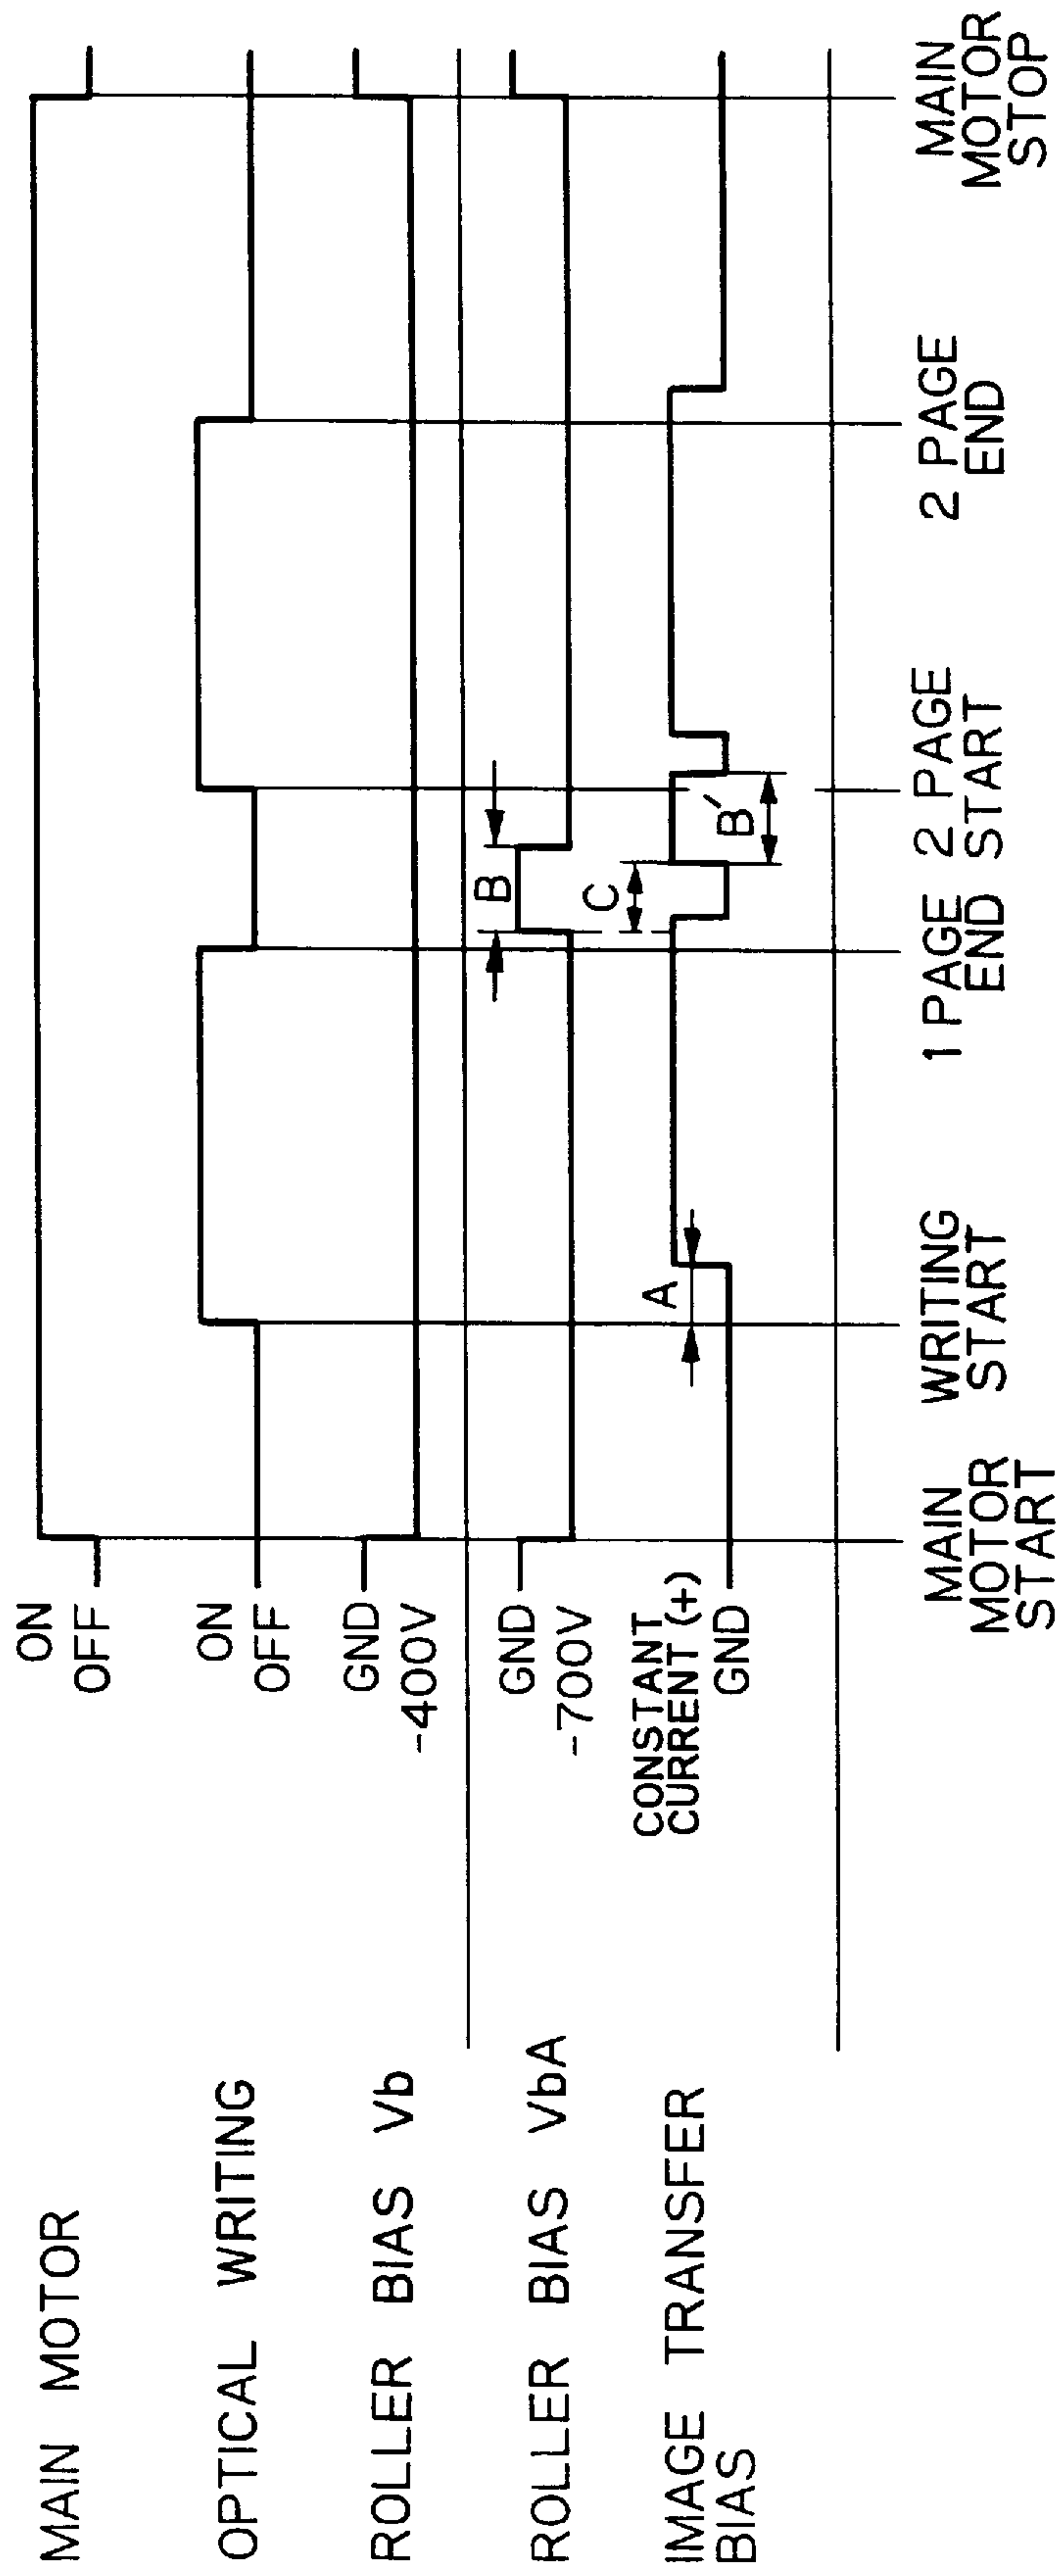 MAIN MOTOR
ON
OFF
OPTICAL WRITING
ON
OFF
ROLLER BIAS Vb
GND
-400V
ROLLER BIAS VbA
GND
-700V
B
IMAGE TRANSFER
BIAS
CONSTANT
CURRENT (+)
GND
A
C
B′
MAIN
MOTOR
START
WRITING
START
1 PAGE
END
2 PAGE
START
2 PAGE
END
MAIN
MOTOR
STOP